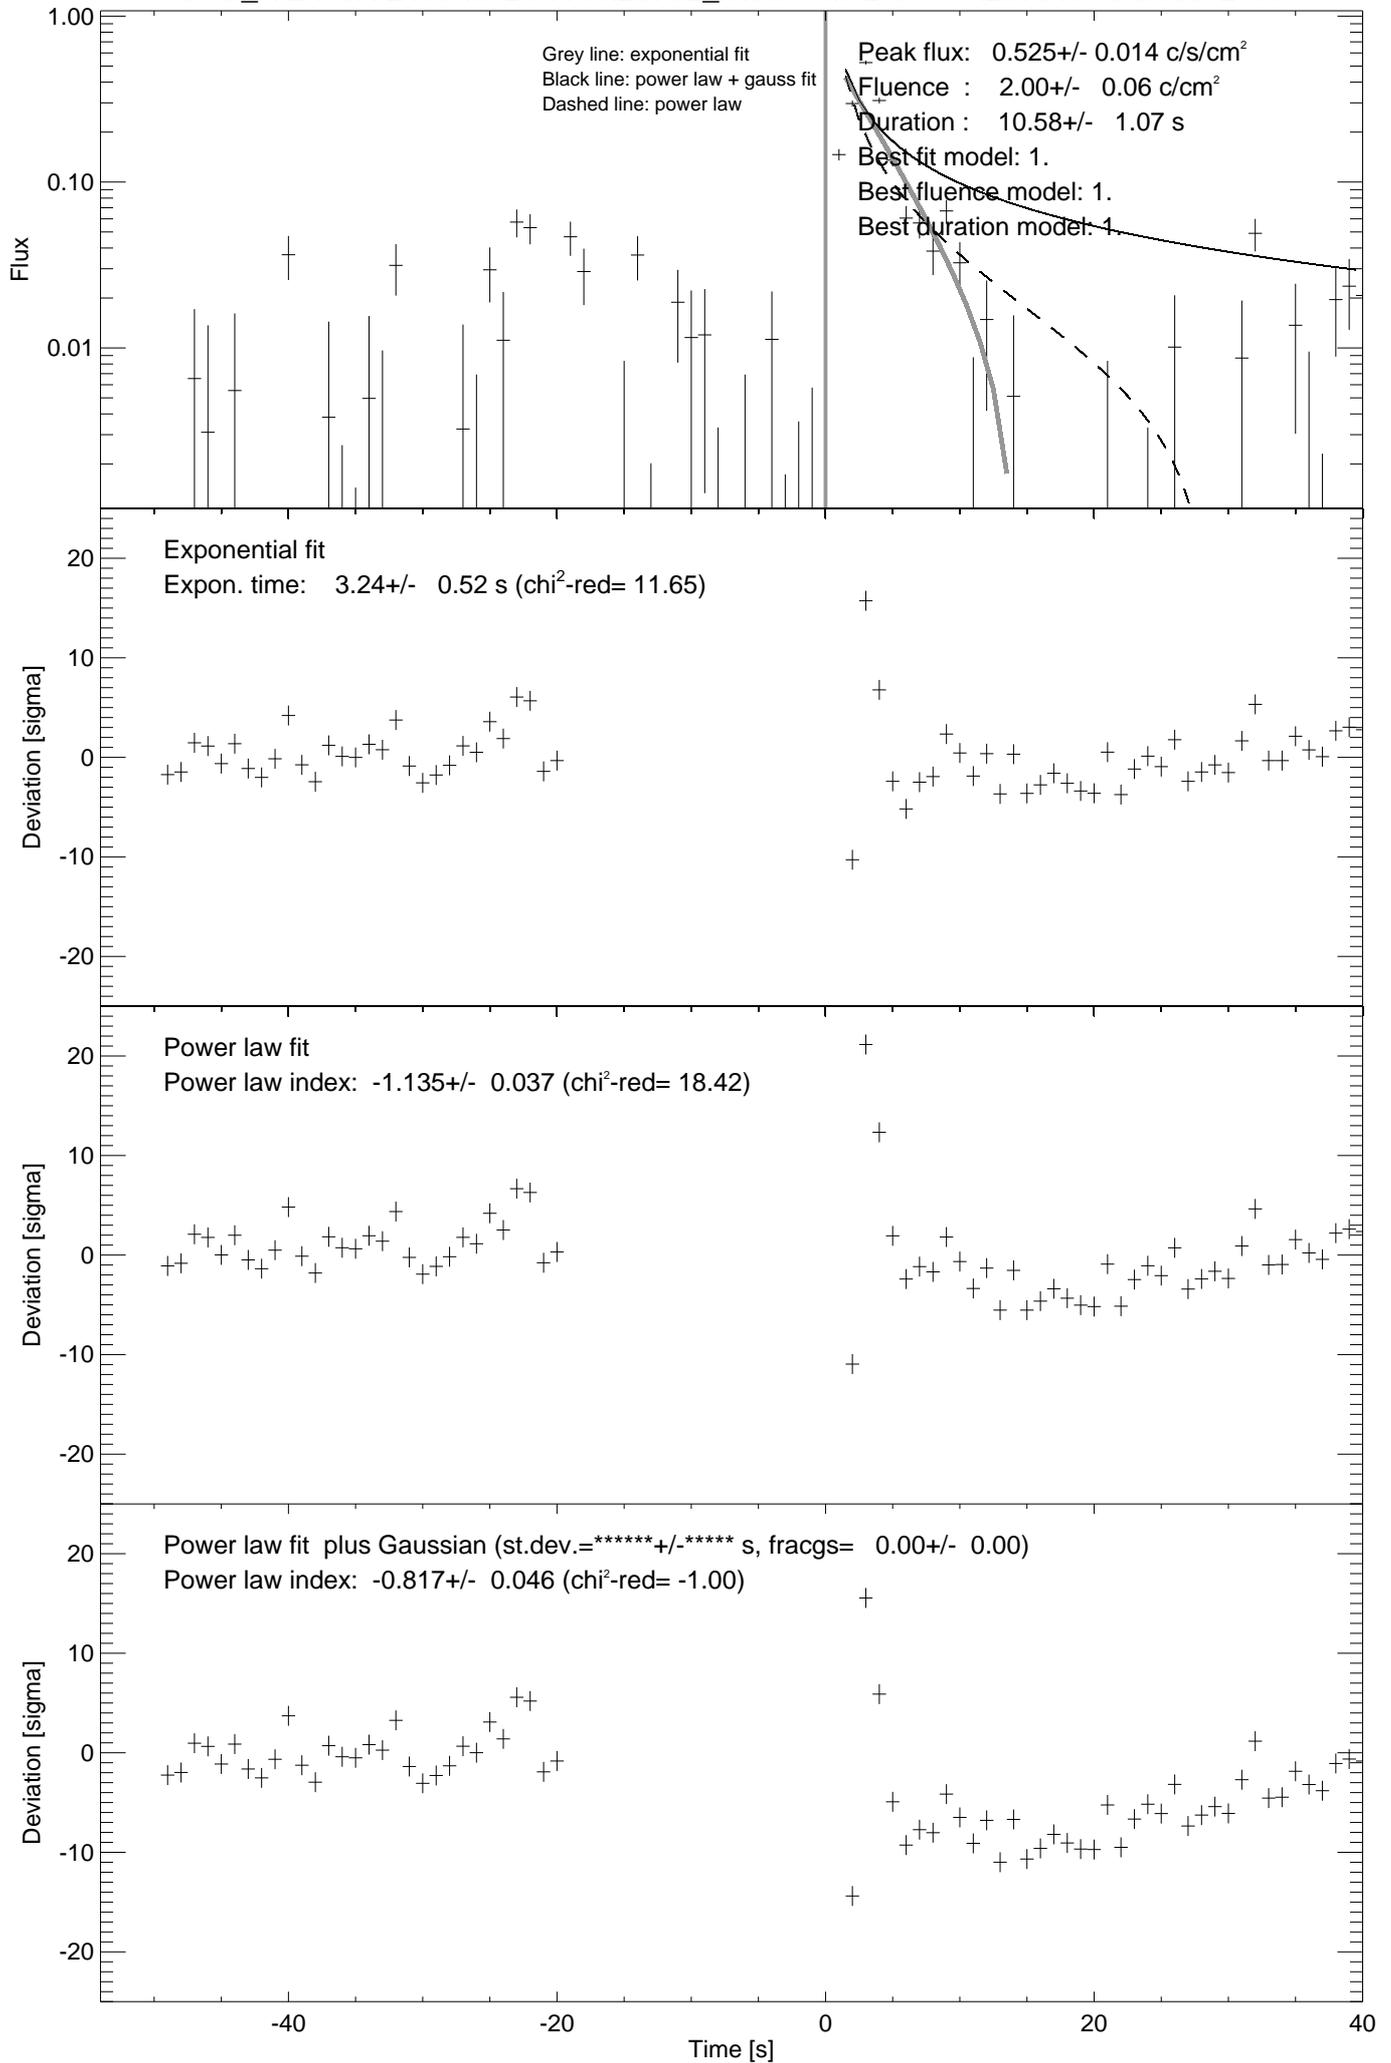 1.00
Grey line: exponential fit
Black line: power law + gauss fit
Dashed line: power law
Peak flux: 0.525+/- 0.014 c/s/cm²
Fluence : 2.00+/- 0.06 c/cm²
Duration : 10.58+/- 1.07 s
Best fit model: 1.
Best fluence model: 1.
Best duration model: 1.
0.10
0.01
Flux
Exponential fit
Expon. time: 3.24+/- 0.52 s (chi²-red= 11.65)
20
10
0
-10
-20
Deviation [sigma]
Power law fit
Power law index: -1.135+/- 0.037 (chi²-red= 18.42)
20
10
0
-10
-20
Deviation [sigma]
Power law fit plus Gaussian (st.dev.=******+/-***** s, fracgs= 0.00+/- 0.00)
Power law index: -0.817+/- 0.046 (chi²-red= -1.00)
20
10
0
-10
-20
Deviation [sigma]
-40 -20 0 20 40
Time [s]